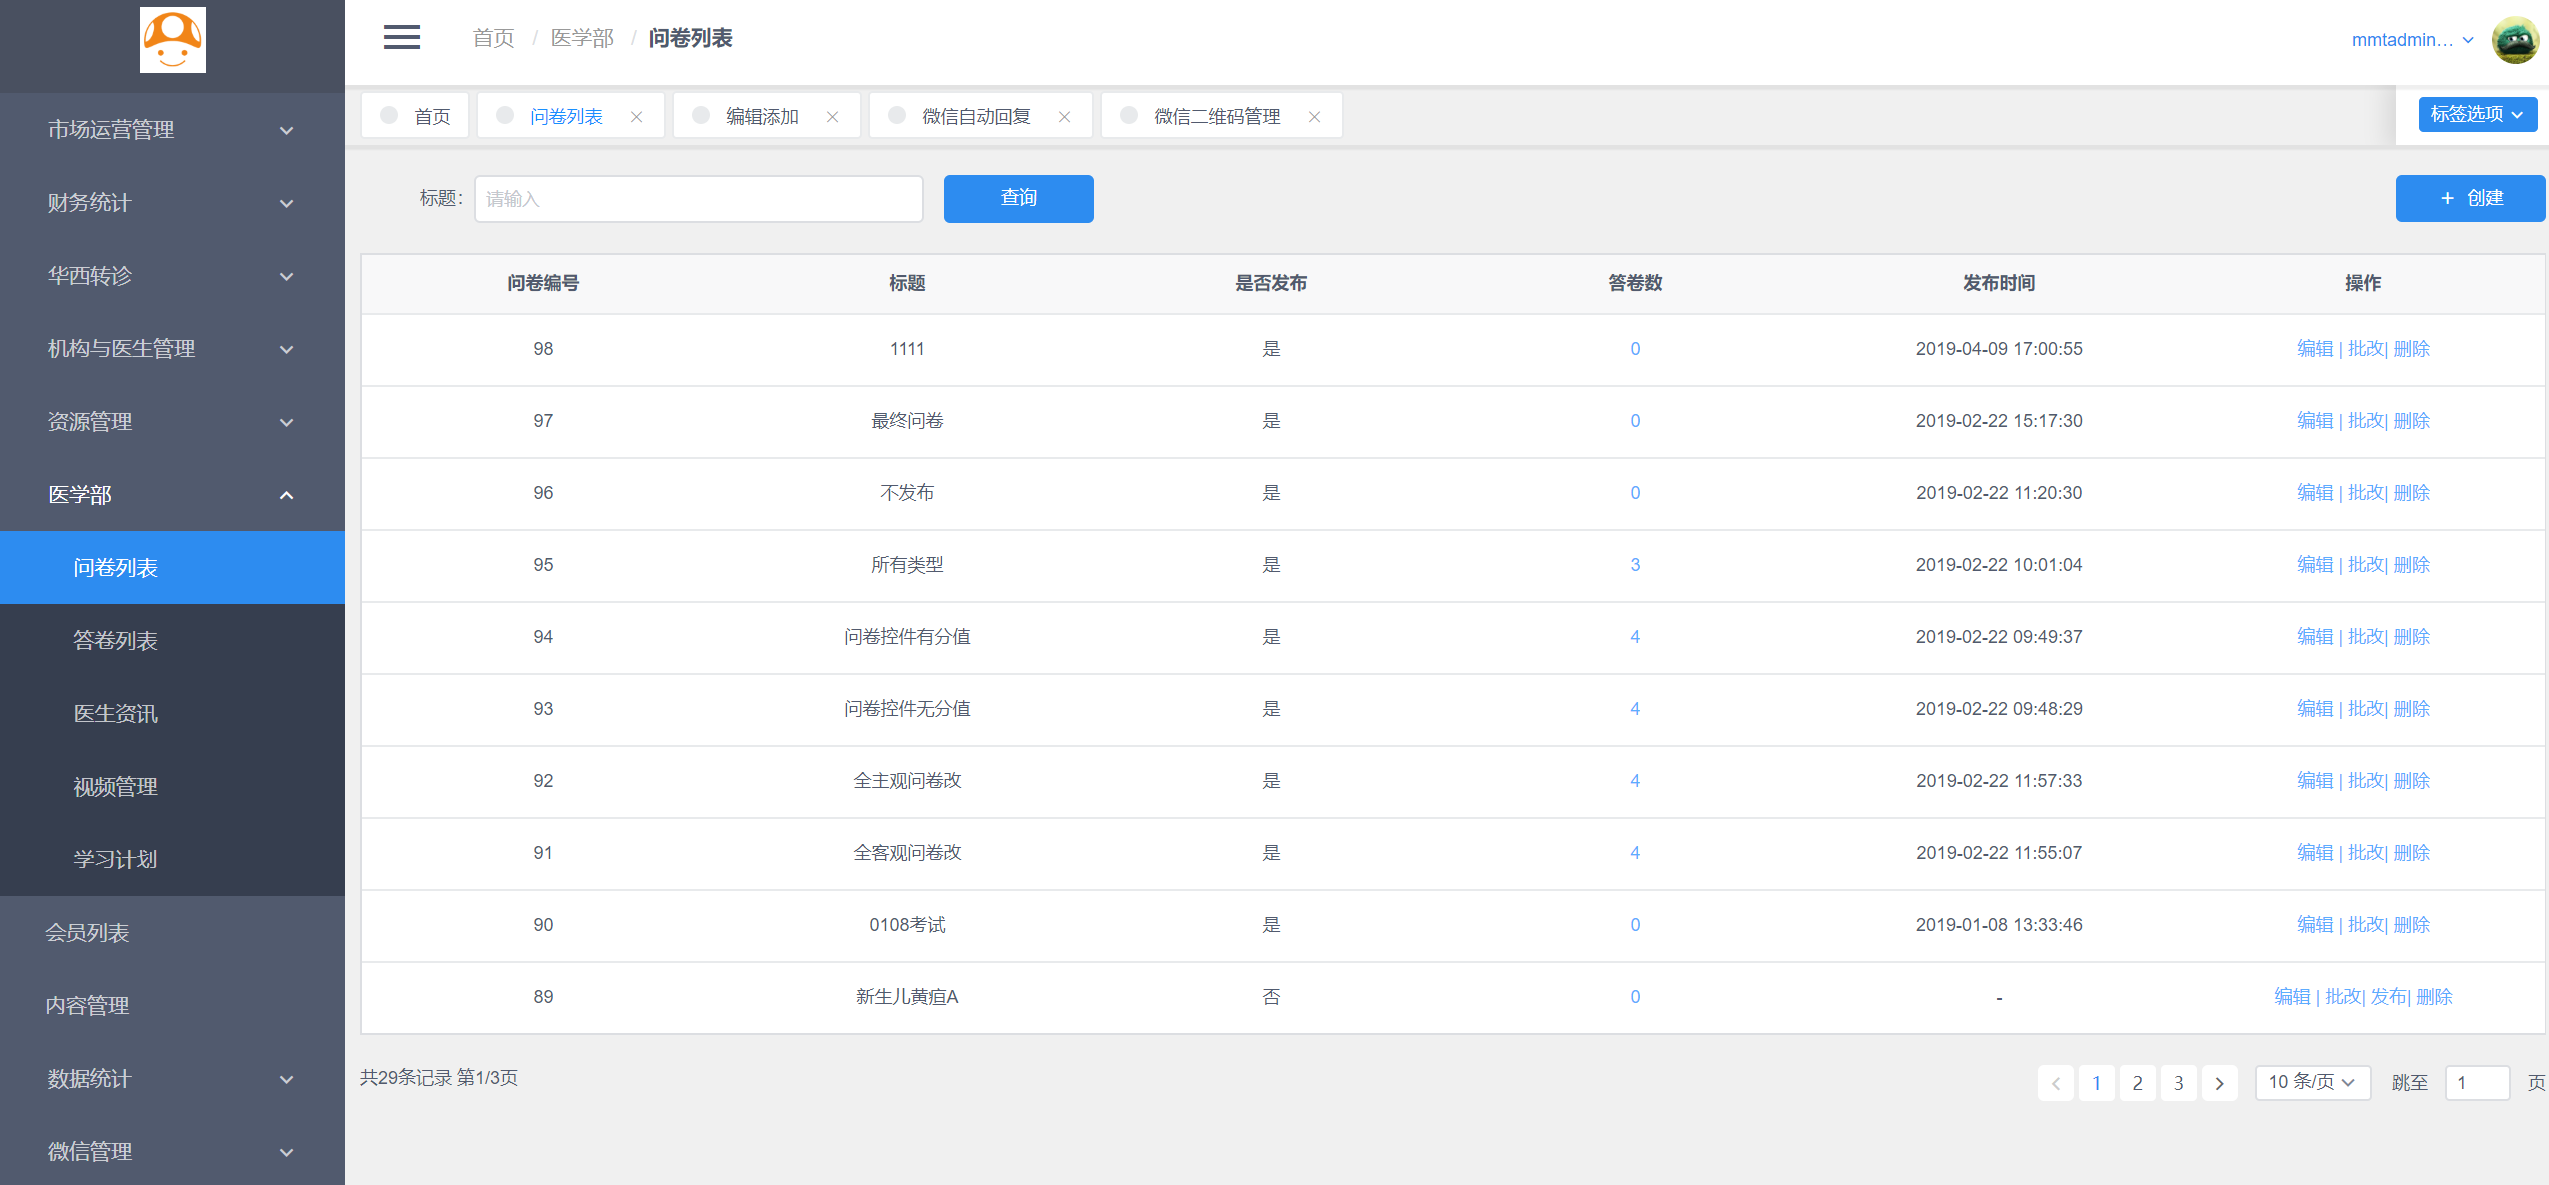 首页 / 医学部 / 问卷列表
mmtadmin...
市场运营管理
财务统计
华西转诊
机构与医生管理
资源管理
医学部
问卷列表
答卷列表
医生资讯
视频管理
学习计划
会员列表
内容管理
数据统计
微信管理
首页 问卷列表 编辑添加 微信自动回复 微信二维码管理 标签选项
标题: 请输入 查询 + 创建
问卷编号 标题 是否发布 答卷数 发布时间 操作
98 1111 是 0 2019-04-09 17:00:55 编辑 | 批改| 删除
97 最终问卷 是 0 2019-02-22 15:17:30 编辑 | 批改| 删除
96 不发布 是 0 2019-02-22 11:20:30 编辑 | 批改| 删除
95 所有类型 是 3 2019-02-22 10:01:04 编辑 | 批改| 删除
94 问卷控件有分值 是 4 2019-02-22 09:49:37 编辑 | 批改| 删除
93 问卷控件无分值 是 4 2019-02-22 09:48:29 编辑 | 批改| 删除
92 全主观问卷改 是 4 2019-02-22 11:57:33 编辑 | 批改| 删除
91 全客观问卷改 是 4 2019-02-22 11:55:07 编辑 | 批改| 删除
90 0108考试 是 0 2019-01-08 13:33:46 编辑 | 批改| 删除
89 新生儿黄疸A 否 0 - 编辑 | 批改| 发布| 删除
共29条记录 第1/3页
1 2 3 10 条/页 跳至 1 页